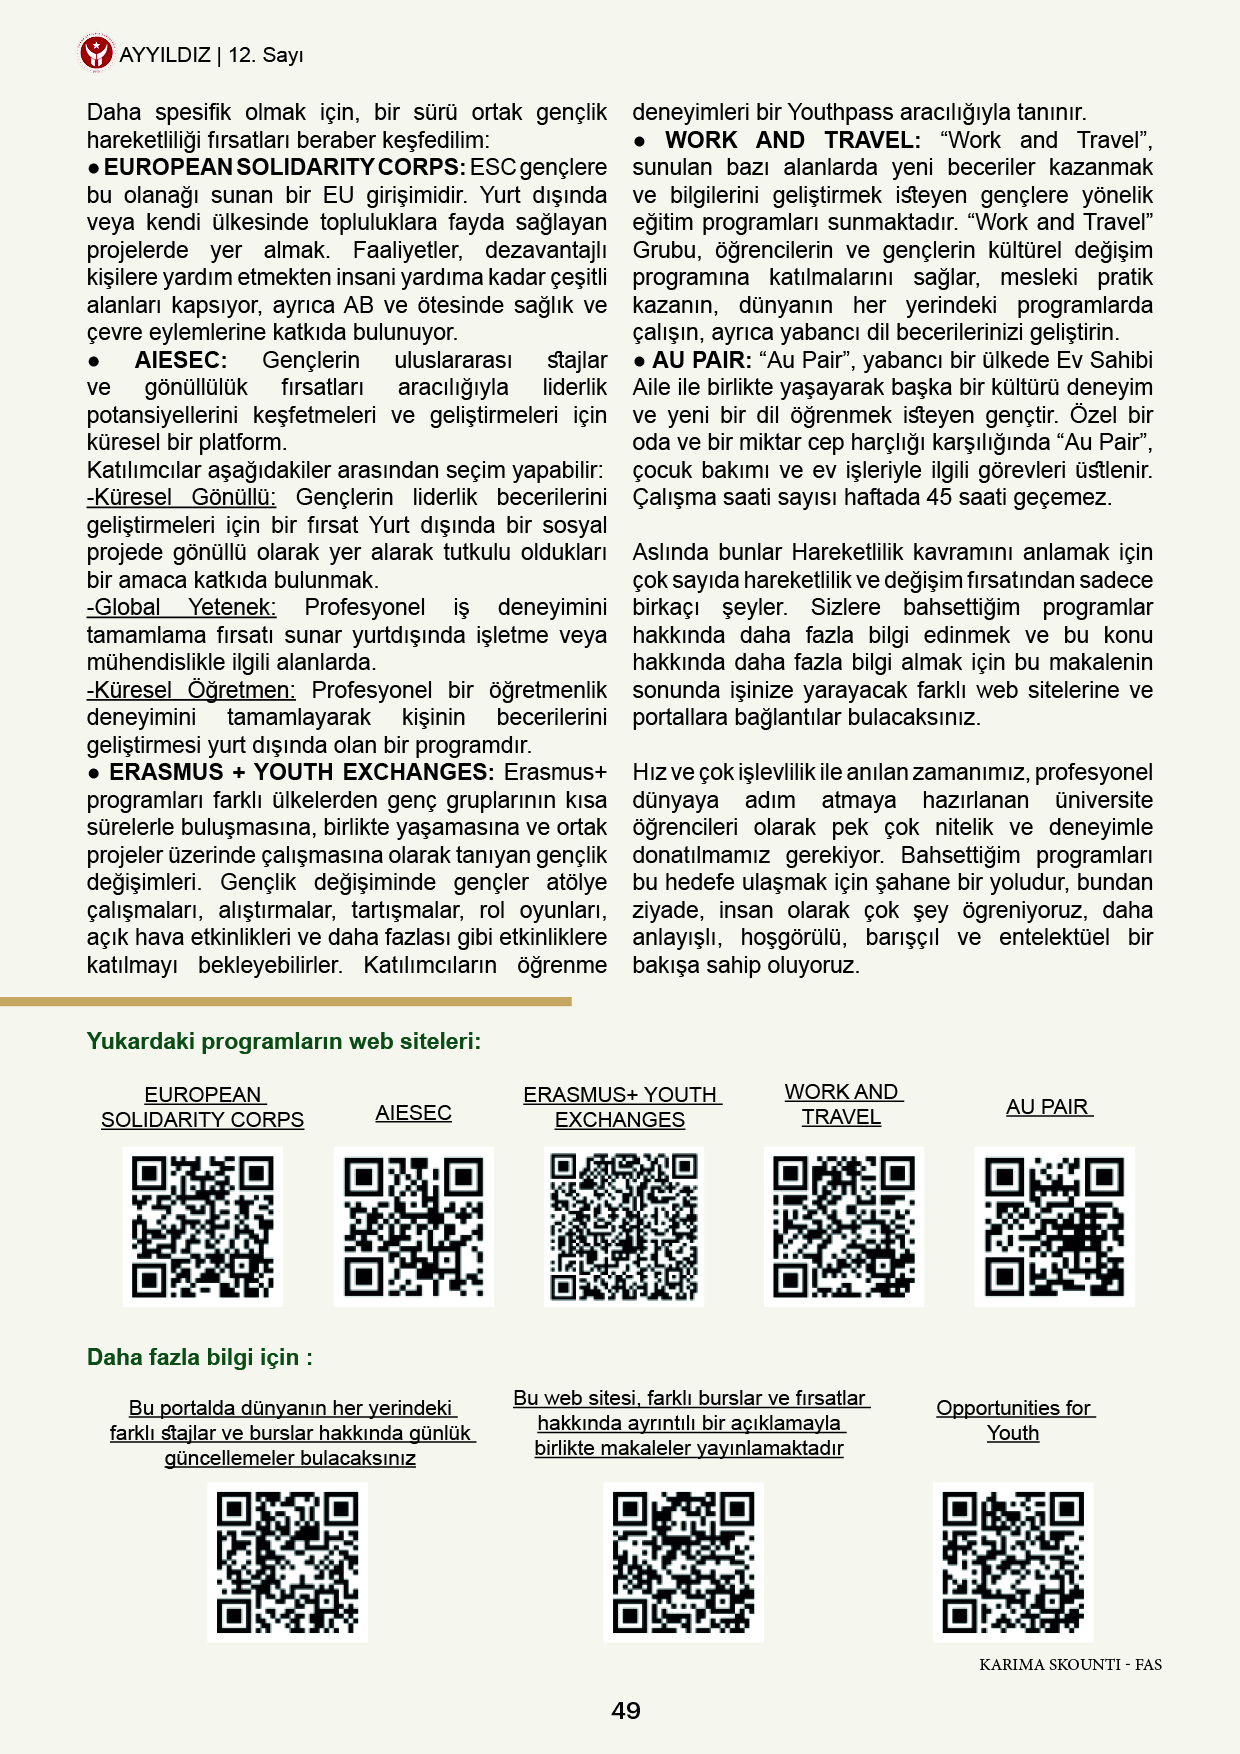 AYYILDIZ | 12. Sayı
Daha spesifik olmak için, bir sürü ortak gençlik
hareketliliği fırsatları beraber keşfedilim:
● EUROPEAN SOLIDARITY CORPS: ESC gençlere
bu olanağı sunan bir EU girişimidir. Yurt dışında
veya kendi ülkesinde topluluklara fayda sağlayan
projelerde yer almak. Faaliyetler, dezavantajlı
kişilere yardım etmekten insani yardıma kadar çeşitli
alanları kapsıyor, ayrıca AB ve ötesinde sağlık ve
çevre eylemlerine katkıda bulunuyor.
● AIESEC: Gençlerin uluslararası stajlar
ve gönüllülük fırsatları aracılığıyla liderlik
potansiyellerini keşfetmeleri ve geliştirmeleri için
küresel bir platform.
Katılımcılar aşağıdakiler arasından seçim yapabilir:
-Küresel Gönüllü: Gençlerin liderlik becerilerini
geliştirmeleri için bir fırsat Yurt dışında bir sosyal
projede gönüllü olarak yer alarak tutkulu oldukları
bir amaca katkıda bulunmak.
-Global Yetenek: Profesyonel iş deneyimini
tamamlama fırsatı sunar yurtdışında işletme veya
mühendislikle ilgili alanlarda.
-Küresel Öğretmen: Profesyonel bir öğretmenlik
deneyimini tamamlayarak kişinin becerilerini
geliştirmesi yurt dışında olan bir programdır.
● ERASMUS + YOUTH EXCHANGES: Erasmus+
programları farklı ülkelerden genç gruplarının kısa
sürelerle buluşmasına, birlikte yaşamasına ve ortak
projeler üzerinde çalışmasına olarak tanıyan gençlik
değişimleri. Gençlik değişiminde gençler atölye
çalışmaları, alıştırmalar, tartışmalar, rol oyunları,
açık hava etkinlikleri ve daha fazlası gibi etkinliklere
katılmayı bekleyebilirler. Katılımcıların öğrenme
deneyimleri bir Youthpass aracılığıyla tanınır.
● WORK AND TRAVEL: “Work and Travel”,
sunulan bazı alanlarda yeni beceriler kazanmak
ve bilgilerini geliştirmek isteyen gençlere yönelik
eğitim programları sunmaktadır. “Work and Travel”
Grubu, öğrencilerin ve gençlerin kültürel değişim
programına katılmalarını sağlar, mesleki pratik
kazanın, dünyanın her yerindeki programlarda
çalışın, ayrıca yabancı dil becerilerinizi geliştirin.
● AU PAIR: “Au Pair”, yabancı bir ülkede Ev Sahibi
Aile ile birlikte yaşayarak başka bir kültürü deneyim
ve yeni bir dil öğrenmek isteyen gençtir. Özel bir
oda ve bir miktar cep harçlığı karşılığında “Au Pair”,
çocuk bakımı ve ev işleriyle ilgili görevleri üstlenir.
Çalışma saati sayısı haftada 45 saati geçemez.
Aslında bunlar Hareketlilik kavramını anlamak için
çok sayıda hareketlilik ve değişim fırsatından sadece
birkaçı şeyler. Sizlere bahsettiğim programlar
hakkında daha fazla bilgi edinmek ve bu konu
hakkında daha fazla bilgi almak için bu makalenin
sonunda işinize yarayacak farklı web sitelerine ve
portallara bağlantılar bulacaksınız.
Hız ve çok işlevlilik ile anılan zamanımız, profesyonel
dünyaya adım atmaya hazırlanan üniversite
öğrencileri olarak pek çok nitelik ve deneyimle
donatılmamız gerekiyor. Bahsettiğim programları
bu hedefe ulaşmak için şahane bir yoludur, bundan
ziyade, insan olarak çok şey ögreniyoruz, daha
anlayışlı, hoşgörülü, barışçıl ve entelektüel bir
bakışa sahip oluyoruz.
Yukardaki programların web siteleri:
EUROPEAN
SOLIDARITY CORPS
AIESEC
ERASMUS+ YOUTH
EXCHANGES
WORK AND
TRAVEL
AU PAIR
Daha fazla bilgi için :
Bu portalda dünyanın her yerindeki
farklı stajlar ve burslar hakkında günlük
güncellemeler bulacaksınız
Bu web sitesi, farklı burslar ve fırsatlar
hakkında ayrıntılı bir açıklamayla
birlikte makaleler yayınlamaktadır
Opportunities for
Youth
KARIMA SKOUNTI - FAS
49